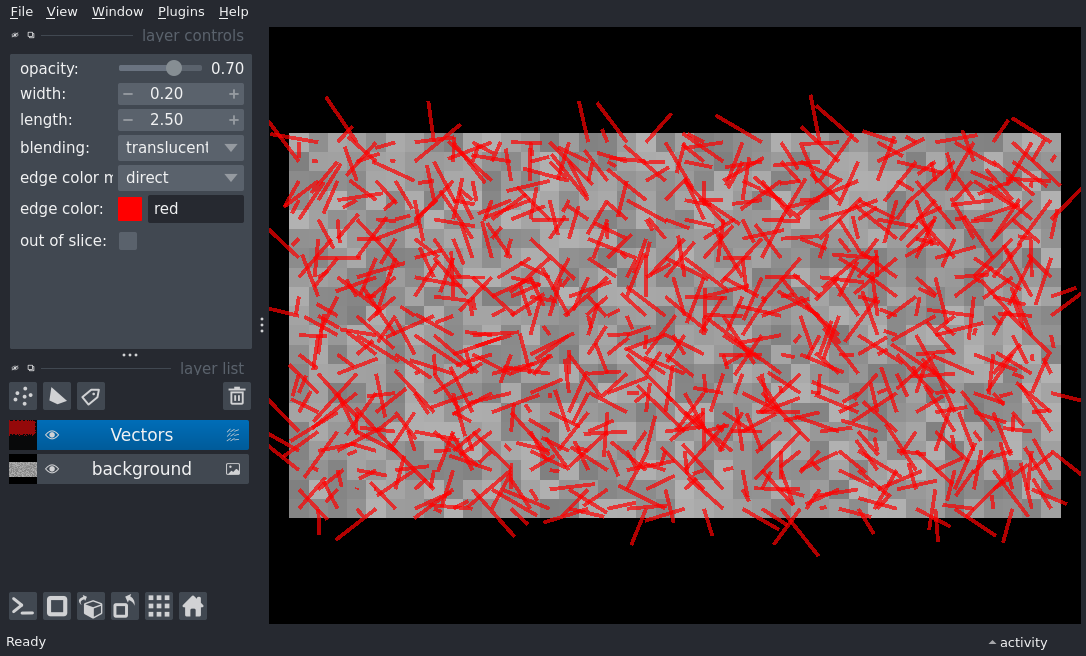 File View Window Plugins Help
layer controls
opacity: 0.70
width: 0.20
length: 2.50
blending: translucent
edge color m direct
edge color: red
out of slice:
layer list
Vectors
background
Ready
activity